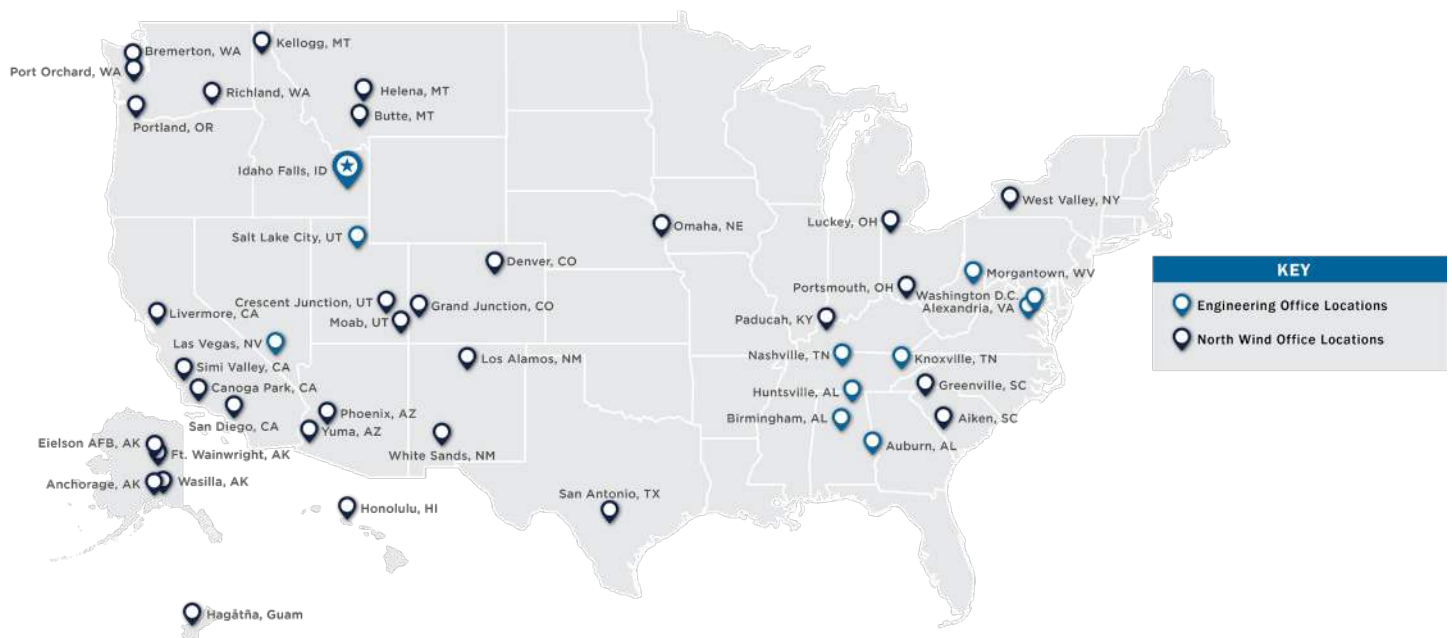 Bremerton, WA
Kellogg, MT
Port Orchard, WA
Richland, WA
Helena, MT
Butte, MT
Portland, OR
Idaho Falls, ID
West Valley, NY
Luckey, OH
Omaha, NE
Salt Lake City, UT
Denver, CO
Morgantown, WV
KEY
Portsmouth, OH
Washington D.C.
Alexandria, VA
Engineering Office Locations
Crescent Junction, UT
Grand Junction, CO
Moab, UT
Livermore, CA
Paducah, KY
North Wind Office Locations
Las Vegas, NV
Los Alamos, NM
Nashville, TN
Knoxville, TN
Simi Valley, CA
Canoga Park, CA
Huntsville, AL
Greenville, SC
San Diego, CA
Phoenix, AZ
Yuma, AZ
Birmingham, AL
Aiken, SC
Eielson AFB, AK
Ft. Wainwright, AK
White Sands, NM
Auburn, AL
Anchorage, AK
Wasilla, AK
San Antonio, TX
Honolulu, HI
Hagåtña, Guam